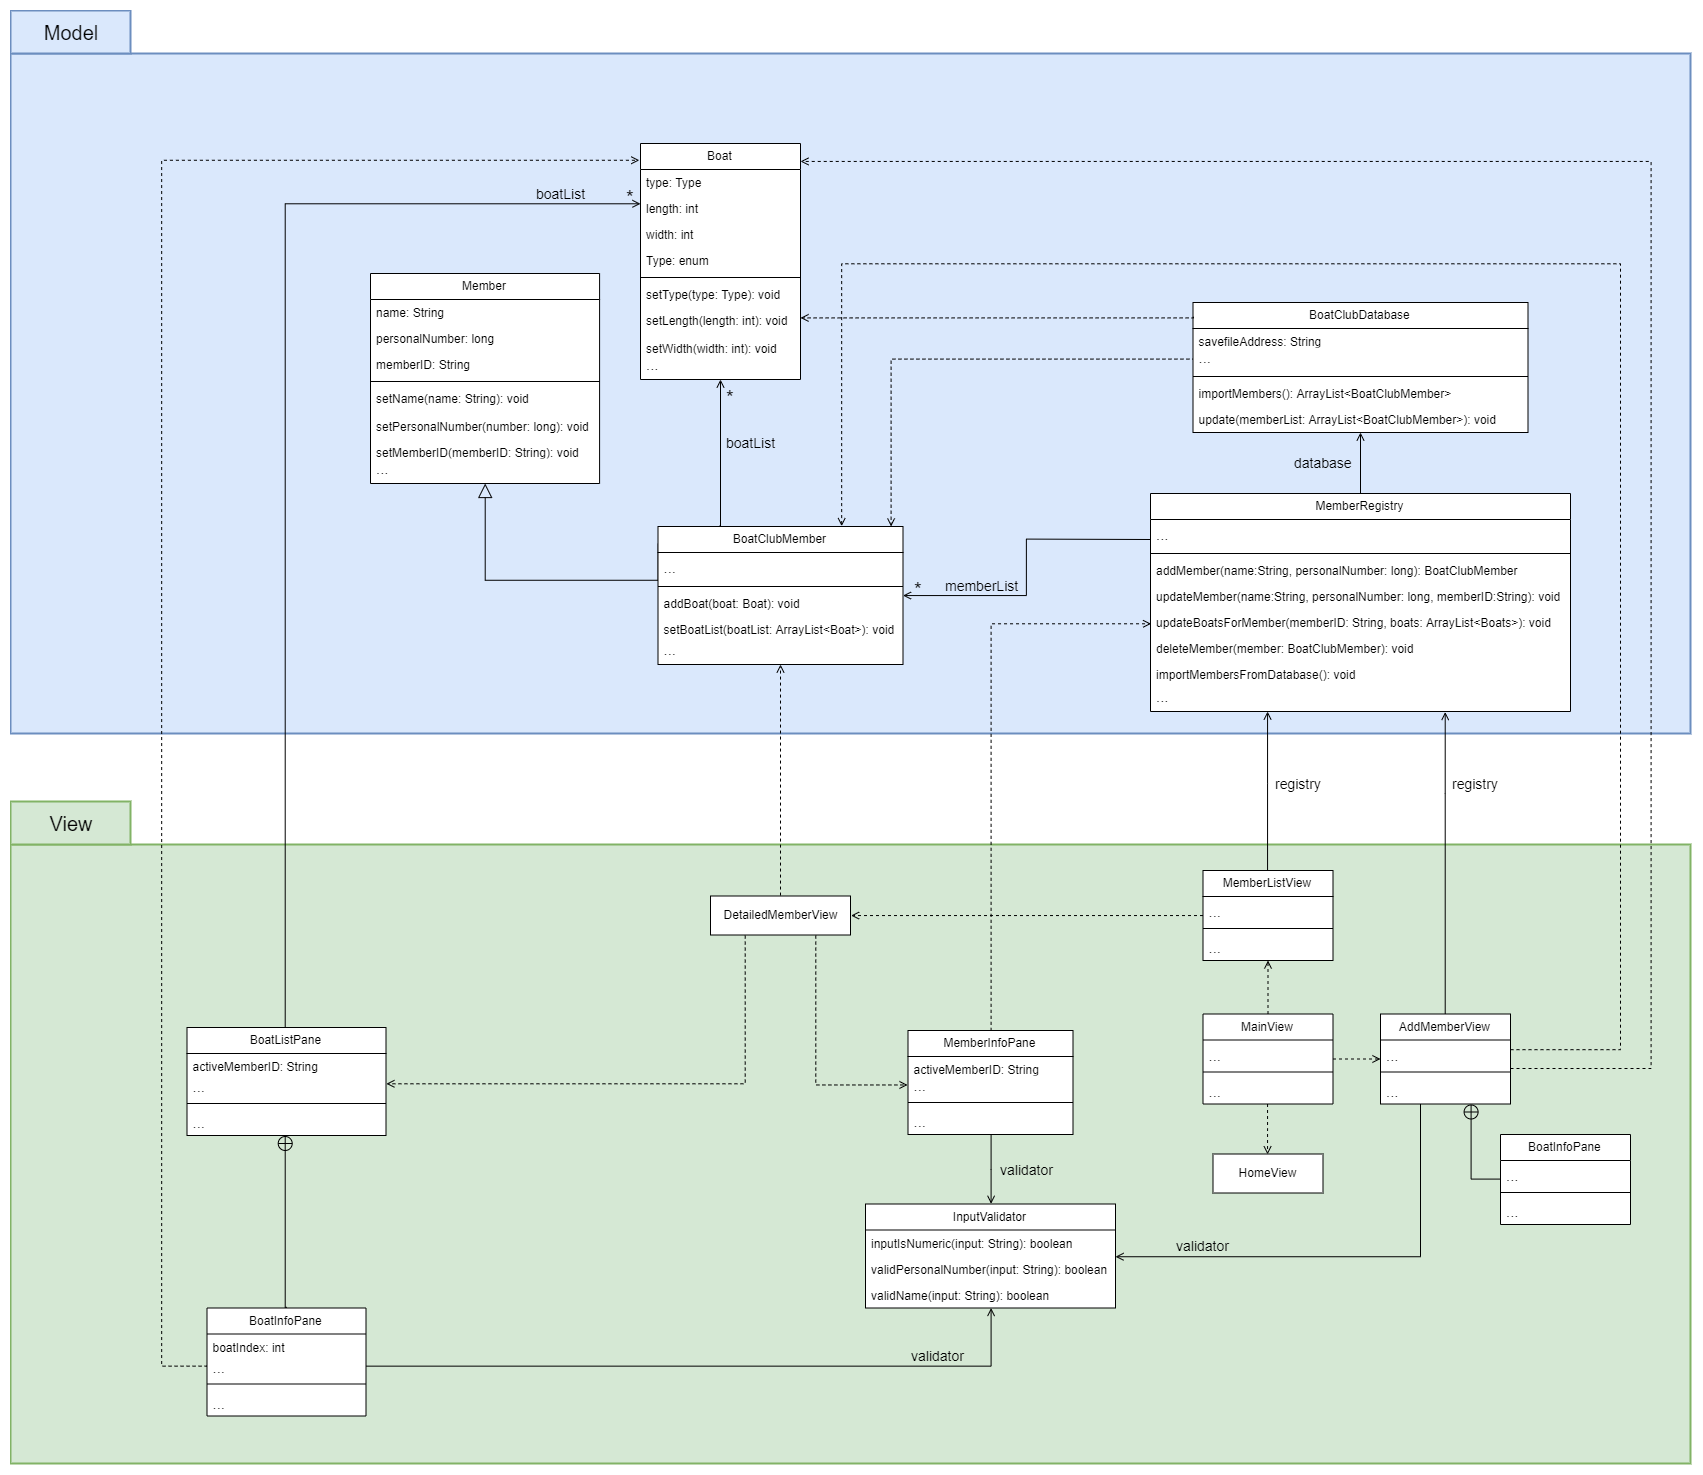 Model
Boat
type: Type
length: int
width: int
Type: enum
setType(type: Type): void
setLength(length: int): void
setWidth(width: int): void
...
boatList
*
Member
name: String
personalNumber: long
memberID: String
setName(name: String): void
setPersonalNumber(number: long): void
setMemberID(memberID: String): void
...
*
boatList
BoatClubDatabase
savefileAddress: String
...
importMembers(): ArrayList<BoatClubMember>
update(memberList: ArrayList<BoatClubMember>): void
database
BoatClubMember
...
addBoat(boat: Boat): void
setBoatList(boatList: ArrayList<Boat>): void
...
*
memberList
MemberRegistry
...
addMember(name:String, personalNumber: long): BoatClubMember
updateMember(name:String, personalNumber: long, memberID:String): void
updateBoatsForMember(memberID: String, boats: ArrayList<Boats>): void
deleteMember(member: BoatClubMember): void
importMembersFromDatabase(): void
...
registry
registry
View
DetailedMemberView
MemberListView
...
...
BoatListPane
activeMemberID: String
...
...
MemberInfoPane
activeMemberID: String
...
...
MainView
...
...
AddMemberView
...
...
validator
HomeView
BoatInfoPane
...
...
InputValidator
inputIsNumeric(input: String): boolean
validPersonalNumber(input: String): boolean
validName(input: String): boolean
validator
BoatInfoPane
boatIndex: int
...
...
validator